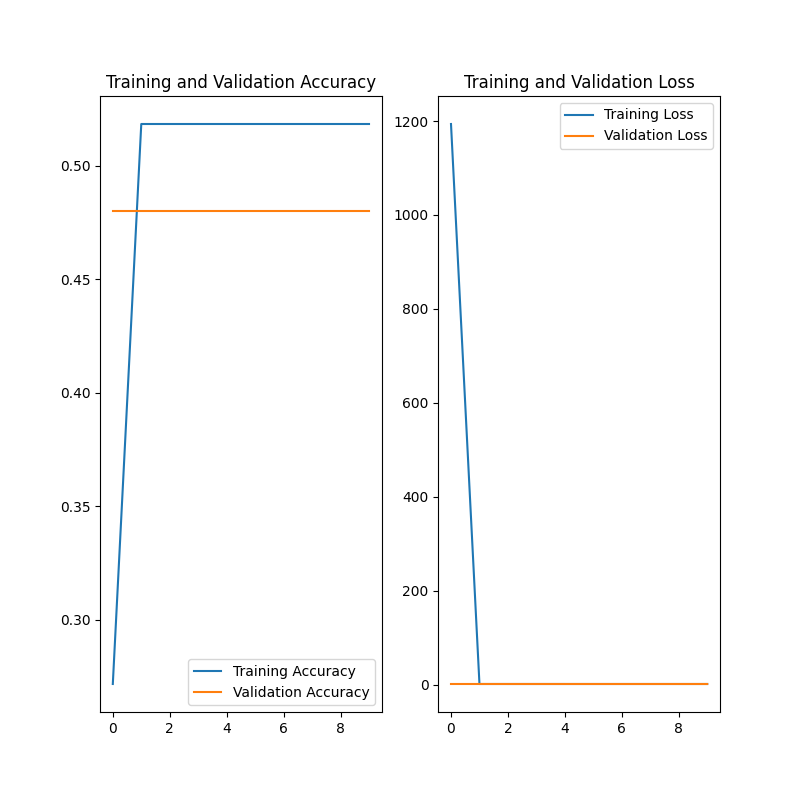 Training and Validation Accuracy
0.50
0.45
0.40
0.35
0.30
Training Accuracy
Validation Accuracy
0 2 4 6 8
Training and Validation Loss
1200
1000
800
600
400
200
0
Training Loss
Validation Loss
0 2 4 6 8